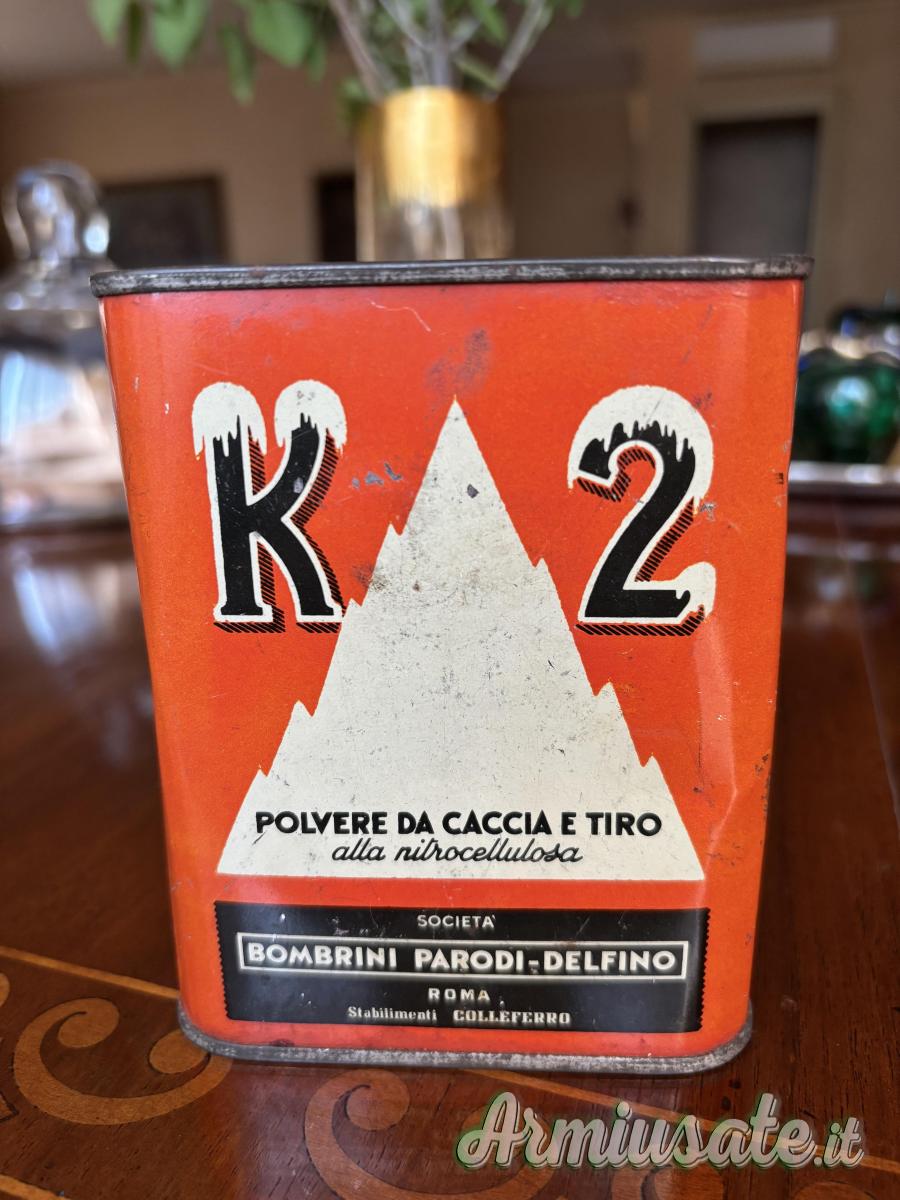 K 2
POLVERE DA CACCIA E TIRO
alla nitrocellulosa
SOCIETA'
BOMBRINI PARODI-DELFINO
ROMA
Stabilimenti COLLEFERRO
Armiusate.it